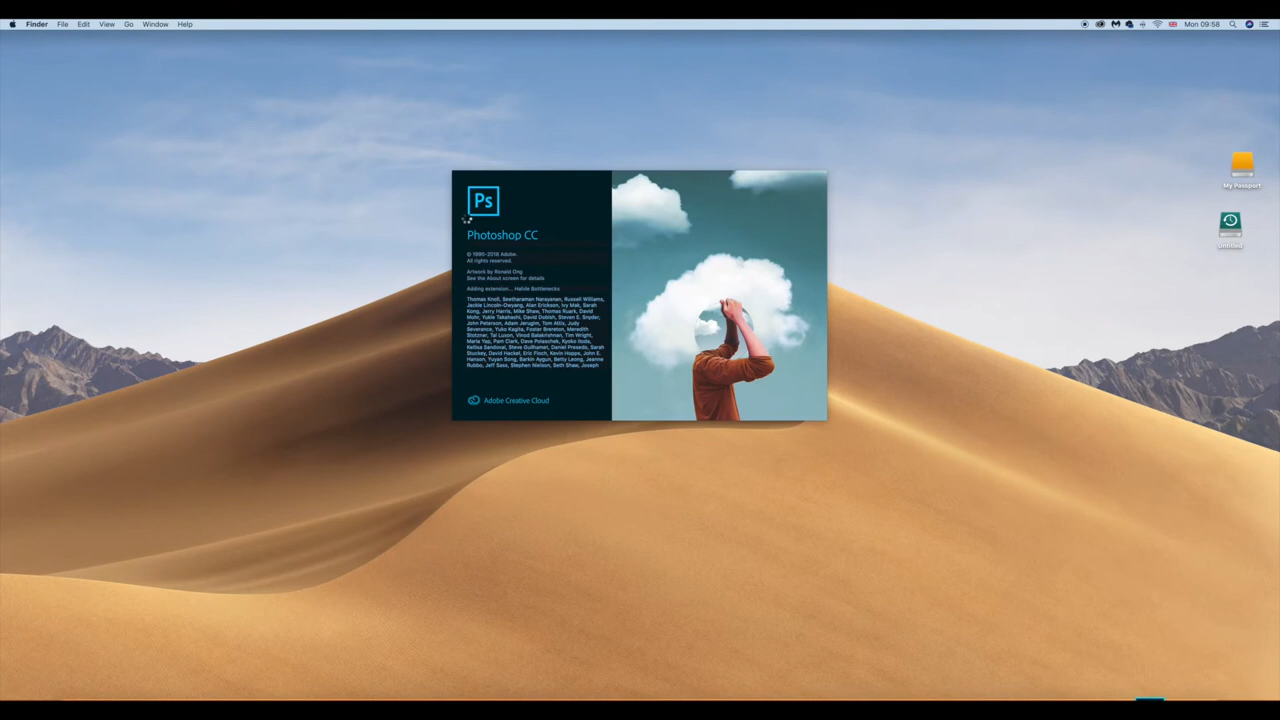 Finder File Edit View Go Window Help Mon 09:58
My Passport
Untitled
Ps
Photoshop CC
© 1990-2018 Adobe.
All rights reserved.
Artwork by Ronald Ong
See the About screen for details
Adding extension... Halide Bottlenecks
Thomas Knoll, Seetharaman Narayanan, Russell Williams,
Jackie Lincoln-Owyang, Alan Erickson, Ivy Mak, Sarah
Kong, Jerry Harris, Mike Shaw, Thomas Ruark, David
Mohr, Yukie Takahashi, David Dobish, Steven E. Snyder,
John Peterson, Adam Jerugim, Tom Attix, Judy
Severance, Yuko Kagita, Foster Brereton, Meredith
Stotzner, Tai Luxon, Vinod Balakrishnan, Tim Wright,
Maria Yap, Pam Clark, Dave Polaschek, Kyoko Itoda,
Kellisa Sandoval, Steve Guilhamet, Daniel Presedo, Sarah
Stuckey, David Hackel, Eric Floch, Kevin Hopps, John E.
Hanson, Yuyan Song, Barkin Aygun, Betty Leong, Jeanne
Rubbo, Jeff Sass, Stephen Nielson, Seth Shaw, Joseph
Adobe Creative Cloud